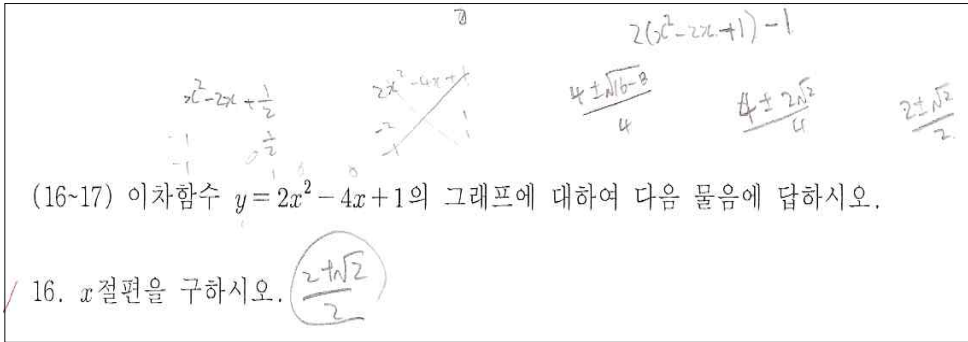 2(x²-2x+1)-1
x²-2x+1/2
2x²-4x+1
(4±√16-8)/4
(4±2√2)/4
(2±√2)/2
(16~17) 이차함수 y=2x²-4x+1의 그래프에 대하여 다음 물음에 답하시오.
16. x절편을 구하시오. (2±√2)/2